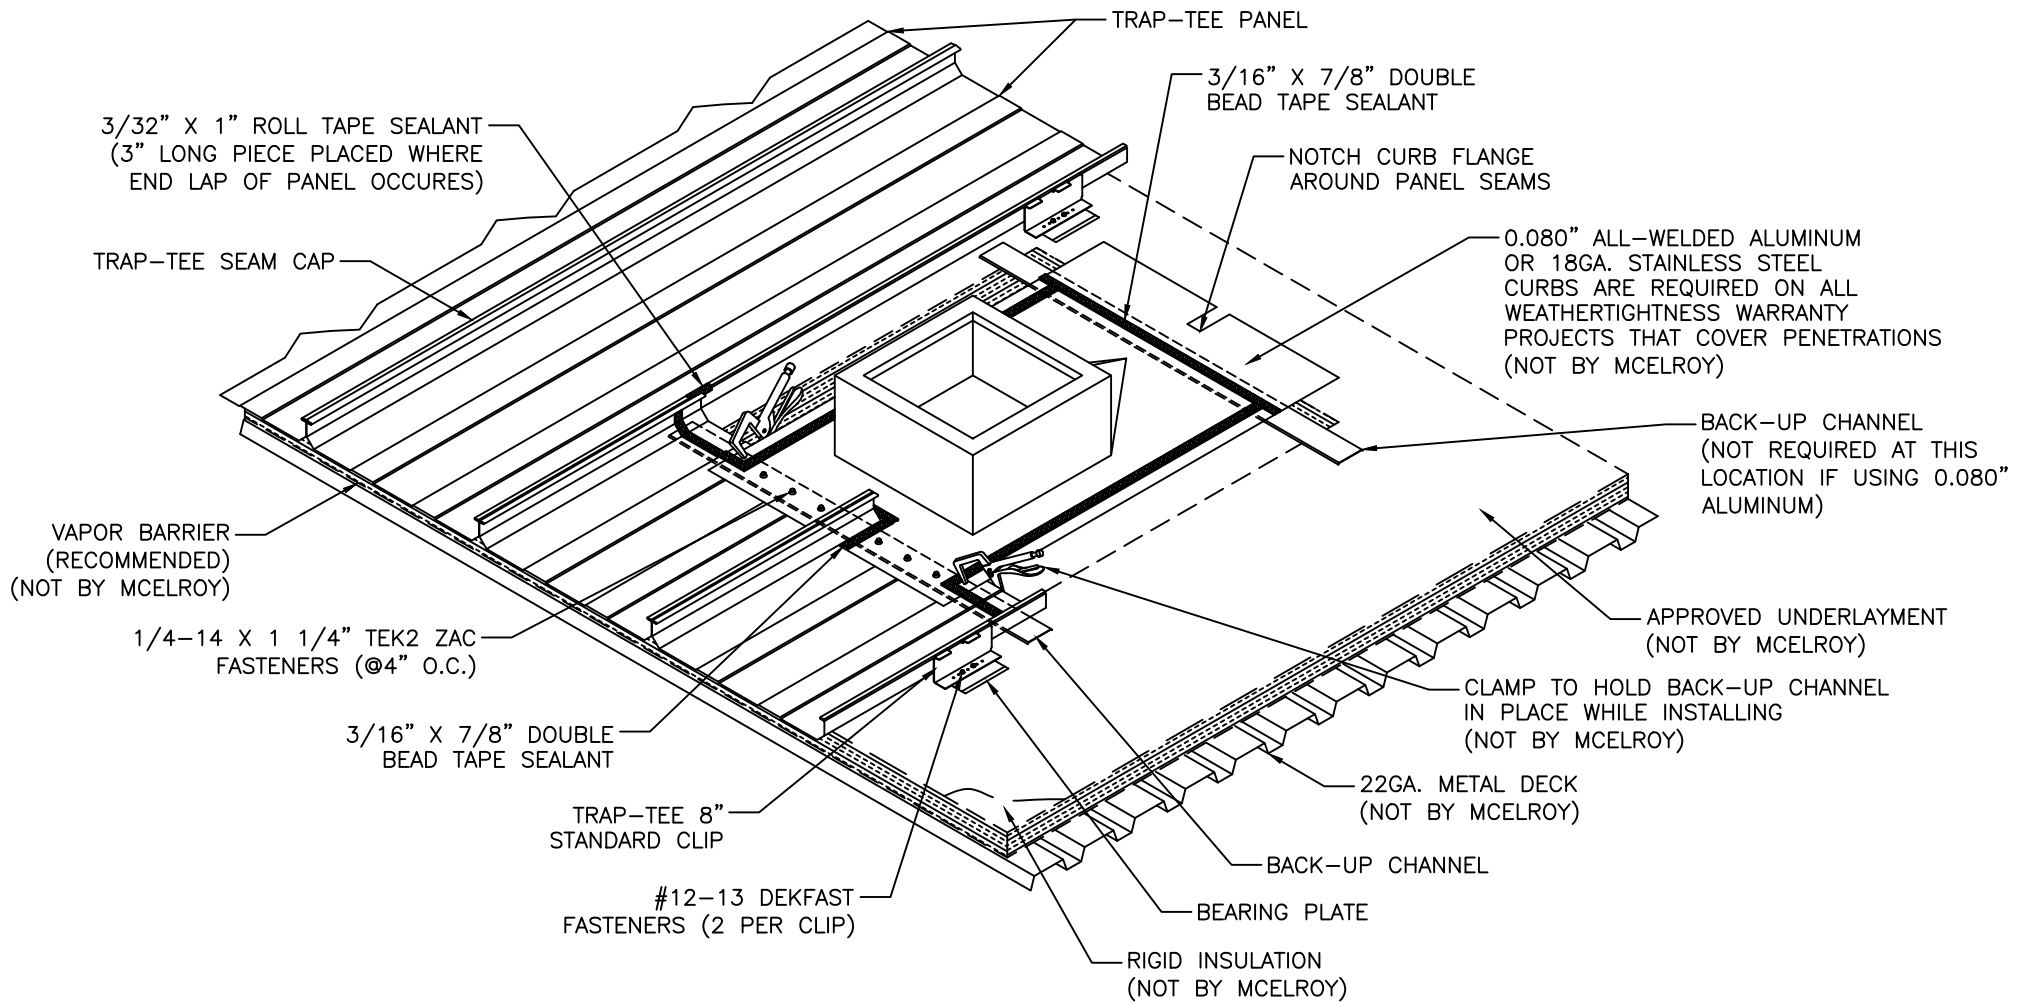 TRAP-TEE PANEL
3/16" X 7/8" DOUBLE
BEAD TAPE SEALANT
3/32" X 1" ROLL TAPE SEALANT
(3" LONG PIECE PLACED WHERE
END LAP OF PANEL OCCURES)
NOTCH CURB FLANGE
AROUND PANEL SEAMS
TRAP-TEE SEAM CAP
0.080" ALL-WELDED ALUMINUM
OR 18GA. STAINLESS STEEL
CURBS ARE REQUIRED ON ALL
WEATHERTIGHTNESS WARRANTY
PROJECTS THAT COVER PENETRATIONS
(NOT BY MCELROY)
BACK-UP CHANNEL
(NOT REQUIRED AT THIS
LOCATION IF USING 0.080"
ALUMINUM)
VAPOR BARRIER
(RECOMMENDED)
(NOT BY MCELROY)
1/4-14 X 1 1/4" TEK2 ZAC
FASTENERS (@4" O.C.)
APPROVED UNDERLAYMENT
(NOT BY MCELROY)
CLAMP TO HOLD BACK-UP CHANNEL
IN PLACE WHILE INSTALLING
(NOT BY MCELROY)
3/16" X 7/8" DOUBLE
BEAD TAPE SEALANT
22GA. METAL DECK
(NOT BY MCELROY)
TRAP-TEE 8"
STANDARD CLIP
BACK-UP CHANNEL
#12-13 DEKFAST
FASTENERS (2 PER CLIP)
BEARING PLATE
RIGID INSULATION
(NOT BY MCELROY)